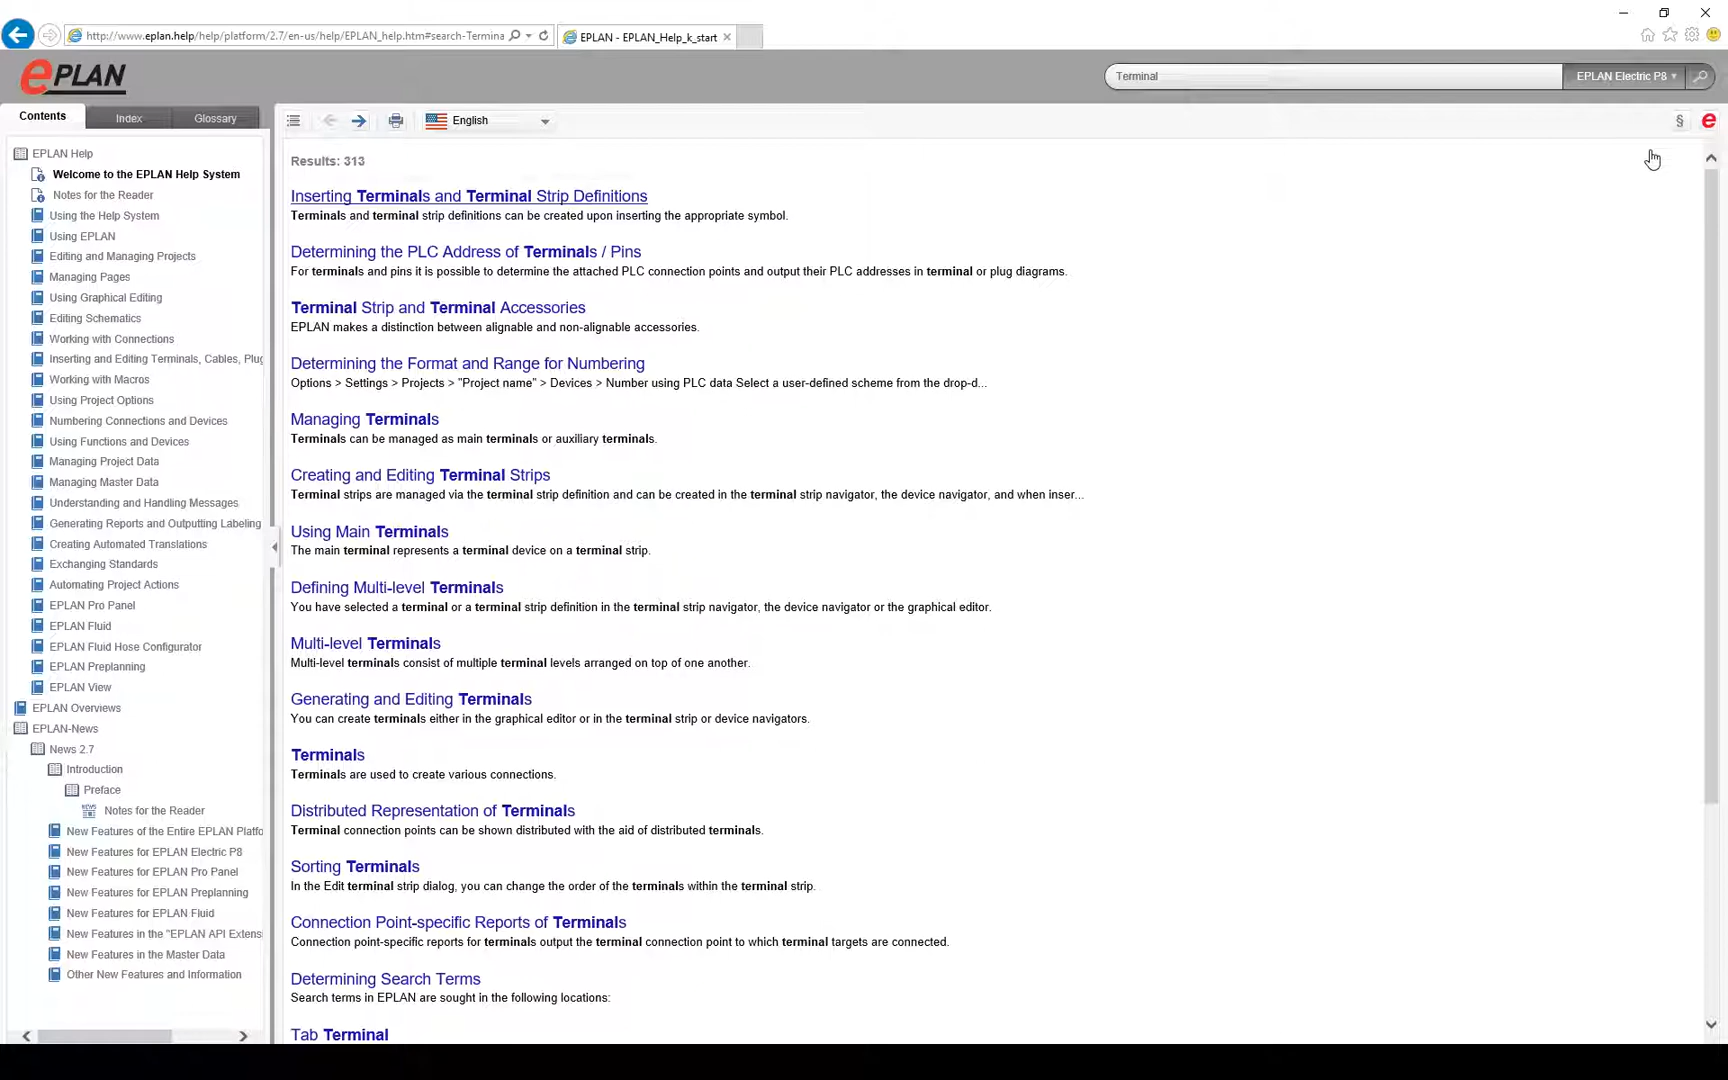 http://www.eplan.help/help/platform/2.7/en-us/help/EPLAN_help.htm#search-Termina
EPLAN - EPLAN_Help_k_start
ePLAN
Terminal
EPLAN Electric P8
Contents
Index
Glossary
English
§
EPLAN Help
Welcome to the EPLAN Help System
Notes for the Reader
Using the Help System
Using EPLAN
Editing and Managing Projects
Managing Pages
Using Graphical Editing
Editing Schematics
Working with Connections
Inserting and Editing Terminals, Cables, Plug
Working with Macros
Using Project Options
Numbering Connections and Devices
Using Functions and Devices
Managing Project Data
Managing Master Data
Understanding and Handling Messages
Generating Reports and Outputting Labeling
Creating Automated Translations
Exchanging Standards
Automating Project Actions
EPLAN Pro Panel
EPLAN Fluid
EPLAN Fluid Hose Configurator
EPLAN Preplanning
EPLAN View
EPLAN Overviews
EPLAN-News
News 2.7
Introduction
Preface
Notes for the Reader
New Features of the Entire EPLAN Platfo
New Features for EPLAN Electric P8
New Features for EPLAN Pro Panel
New Features for EPLAN Preplanning
New Features for EPLAN Fluid
New Features in the "EPLAN API Extens
New Features in the Master Data
Other New Features and Information
Results: 313
Inserting Terminals and Terminal Strip Definitions
Terminals and terminal strip definitions can be created upon inserting the appropriate symbol.
Determining the PLC Address of Terminals / Pins
For terminals and pins it is possible to determine the attached PLC connection points and output their PLC addresses in terminal or plug diagrams.
Terminal Strip and Terminal Accessories
EPLAN makes a distinction between alignable and non-alignable accessories.
Determining the Format and Range for Numbering
Options > Settings > Projects > "Project name" > Devices > Number using PLC data Select a user-defined scheme from the drop-d...
Managing Terminals
Terminals can be managed as main terminals or auxiliary terminals.
Creating and Editing Terminal Strips
Terminal strips are managed via the terminal strip definition and can be created in the terminal strip navigator, the device navigator, and when inser...
Using Main Terminals
The main terminal represents a terminal device on a terminal strip.
Defining Multi-level Terminals
You have selected a terminal or a terminal strip definition in the terminal strip navigator, the device navigator or the graphical editor.
Multi-level Terminals
Multi-level terminals consist of multiple terminal levels arranged on top of one another.
Generating and Editing Terminals
You can create terminals either in the graphical editor or in the terminal strip or device navigators.
Terminals
Terminals are used to create various connections.
Distributed Representation of Terminals
Terminal connection points can be shown distributed with the aid of distributed terminals.
Sorting Terminals
In the Edit terminal strip dialog, you can change the order of the terminals within the terminal strip.
Connection Point-specific Reports of Terminals
Connection point-specific reports for terminals output the terminal connection point to which terminal targets are connected.
Determining Search Terms
Search terms in EPLAN are sought in the following locations:
Tab Terminal